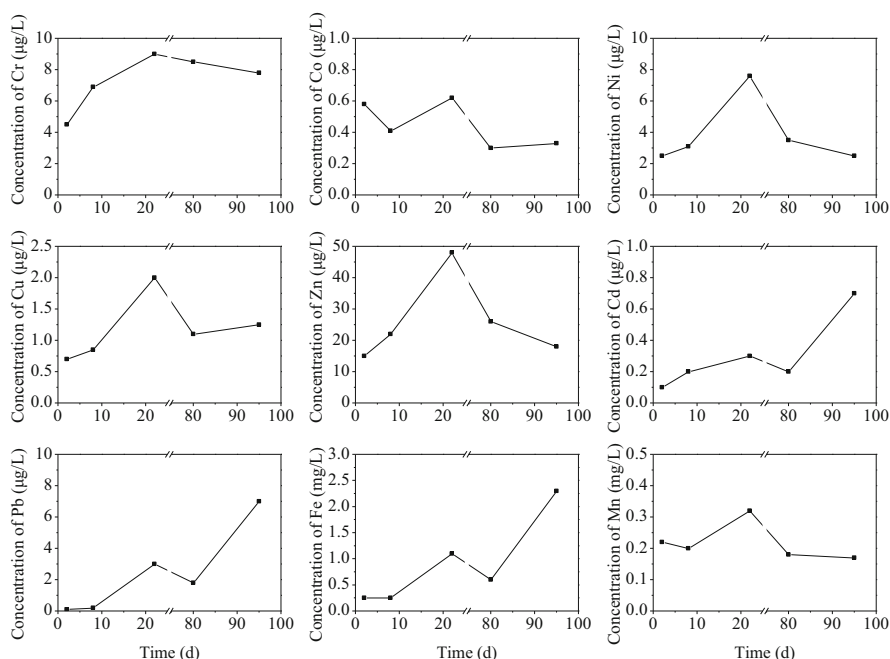 Concentration of Cr (µg/L)
10
8
6
4
2
0
0 10 20 80 90 100
Concentration of Co (µg/L)
1.0
0.8
0.6
0.4
0.2
0.0
0 10 20 80 90 100
Concentration of Ni (µg/L)
10
8
6
4
2
0
0 10 20 80 90 100
Concentration of Cu (µg/L)
2.5
2.0
1.5
1.0
0.5
0.0
0 10 20 80 90 100
Concentration of Zn (µg/L)
50
40
30
20
10
0
0 10 20 80 90 100
Concentration of Cd (µg/L)
1.0
0.8
0.6
0.4
0.2
0.0
0 10 20 80 90 100
Concentration of Pb (µg/L)
10
8
6
4
2
0
0 10 20 80 90 100
Time (d)
Concentration of Fe (mg/L)
3.0
2.5
2.0
1.5
1.0
0.5
0.0
0 10 20 80 90 100
Time (d)
Concentration of Mn (mg/L)
0.5
0.4
0.3
0.2
0.1
0.0
0 10 20 80 90 100
Time (d)